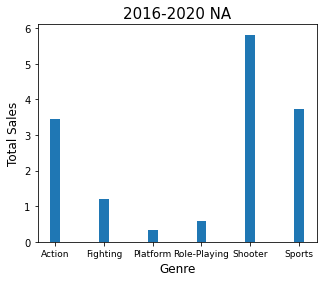 2016-2020 NA
6
5
4
3
2
1
0
Total Sales
Action Fighting Platform Role-Playing Shooter Sports
Genre